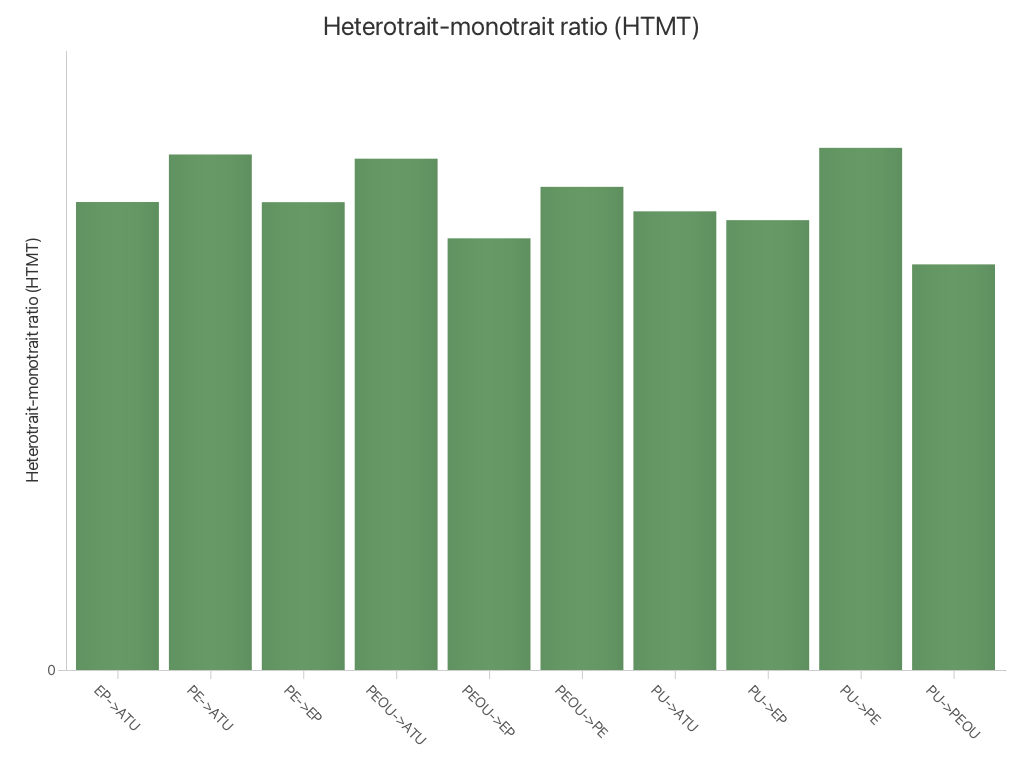 Heterotrait-monotrait ratio (HTMT)
Heterotrait-monotrait ratio (HTMT)
0
EP->ATU
PE->ATU
PE->EP
PEOU->ATU
PEOU->EP
PEOU->PE
PU->ATU
PU->EP
PU->PE
PU->PEOU